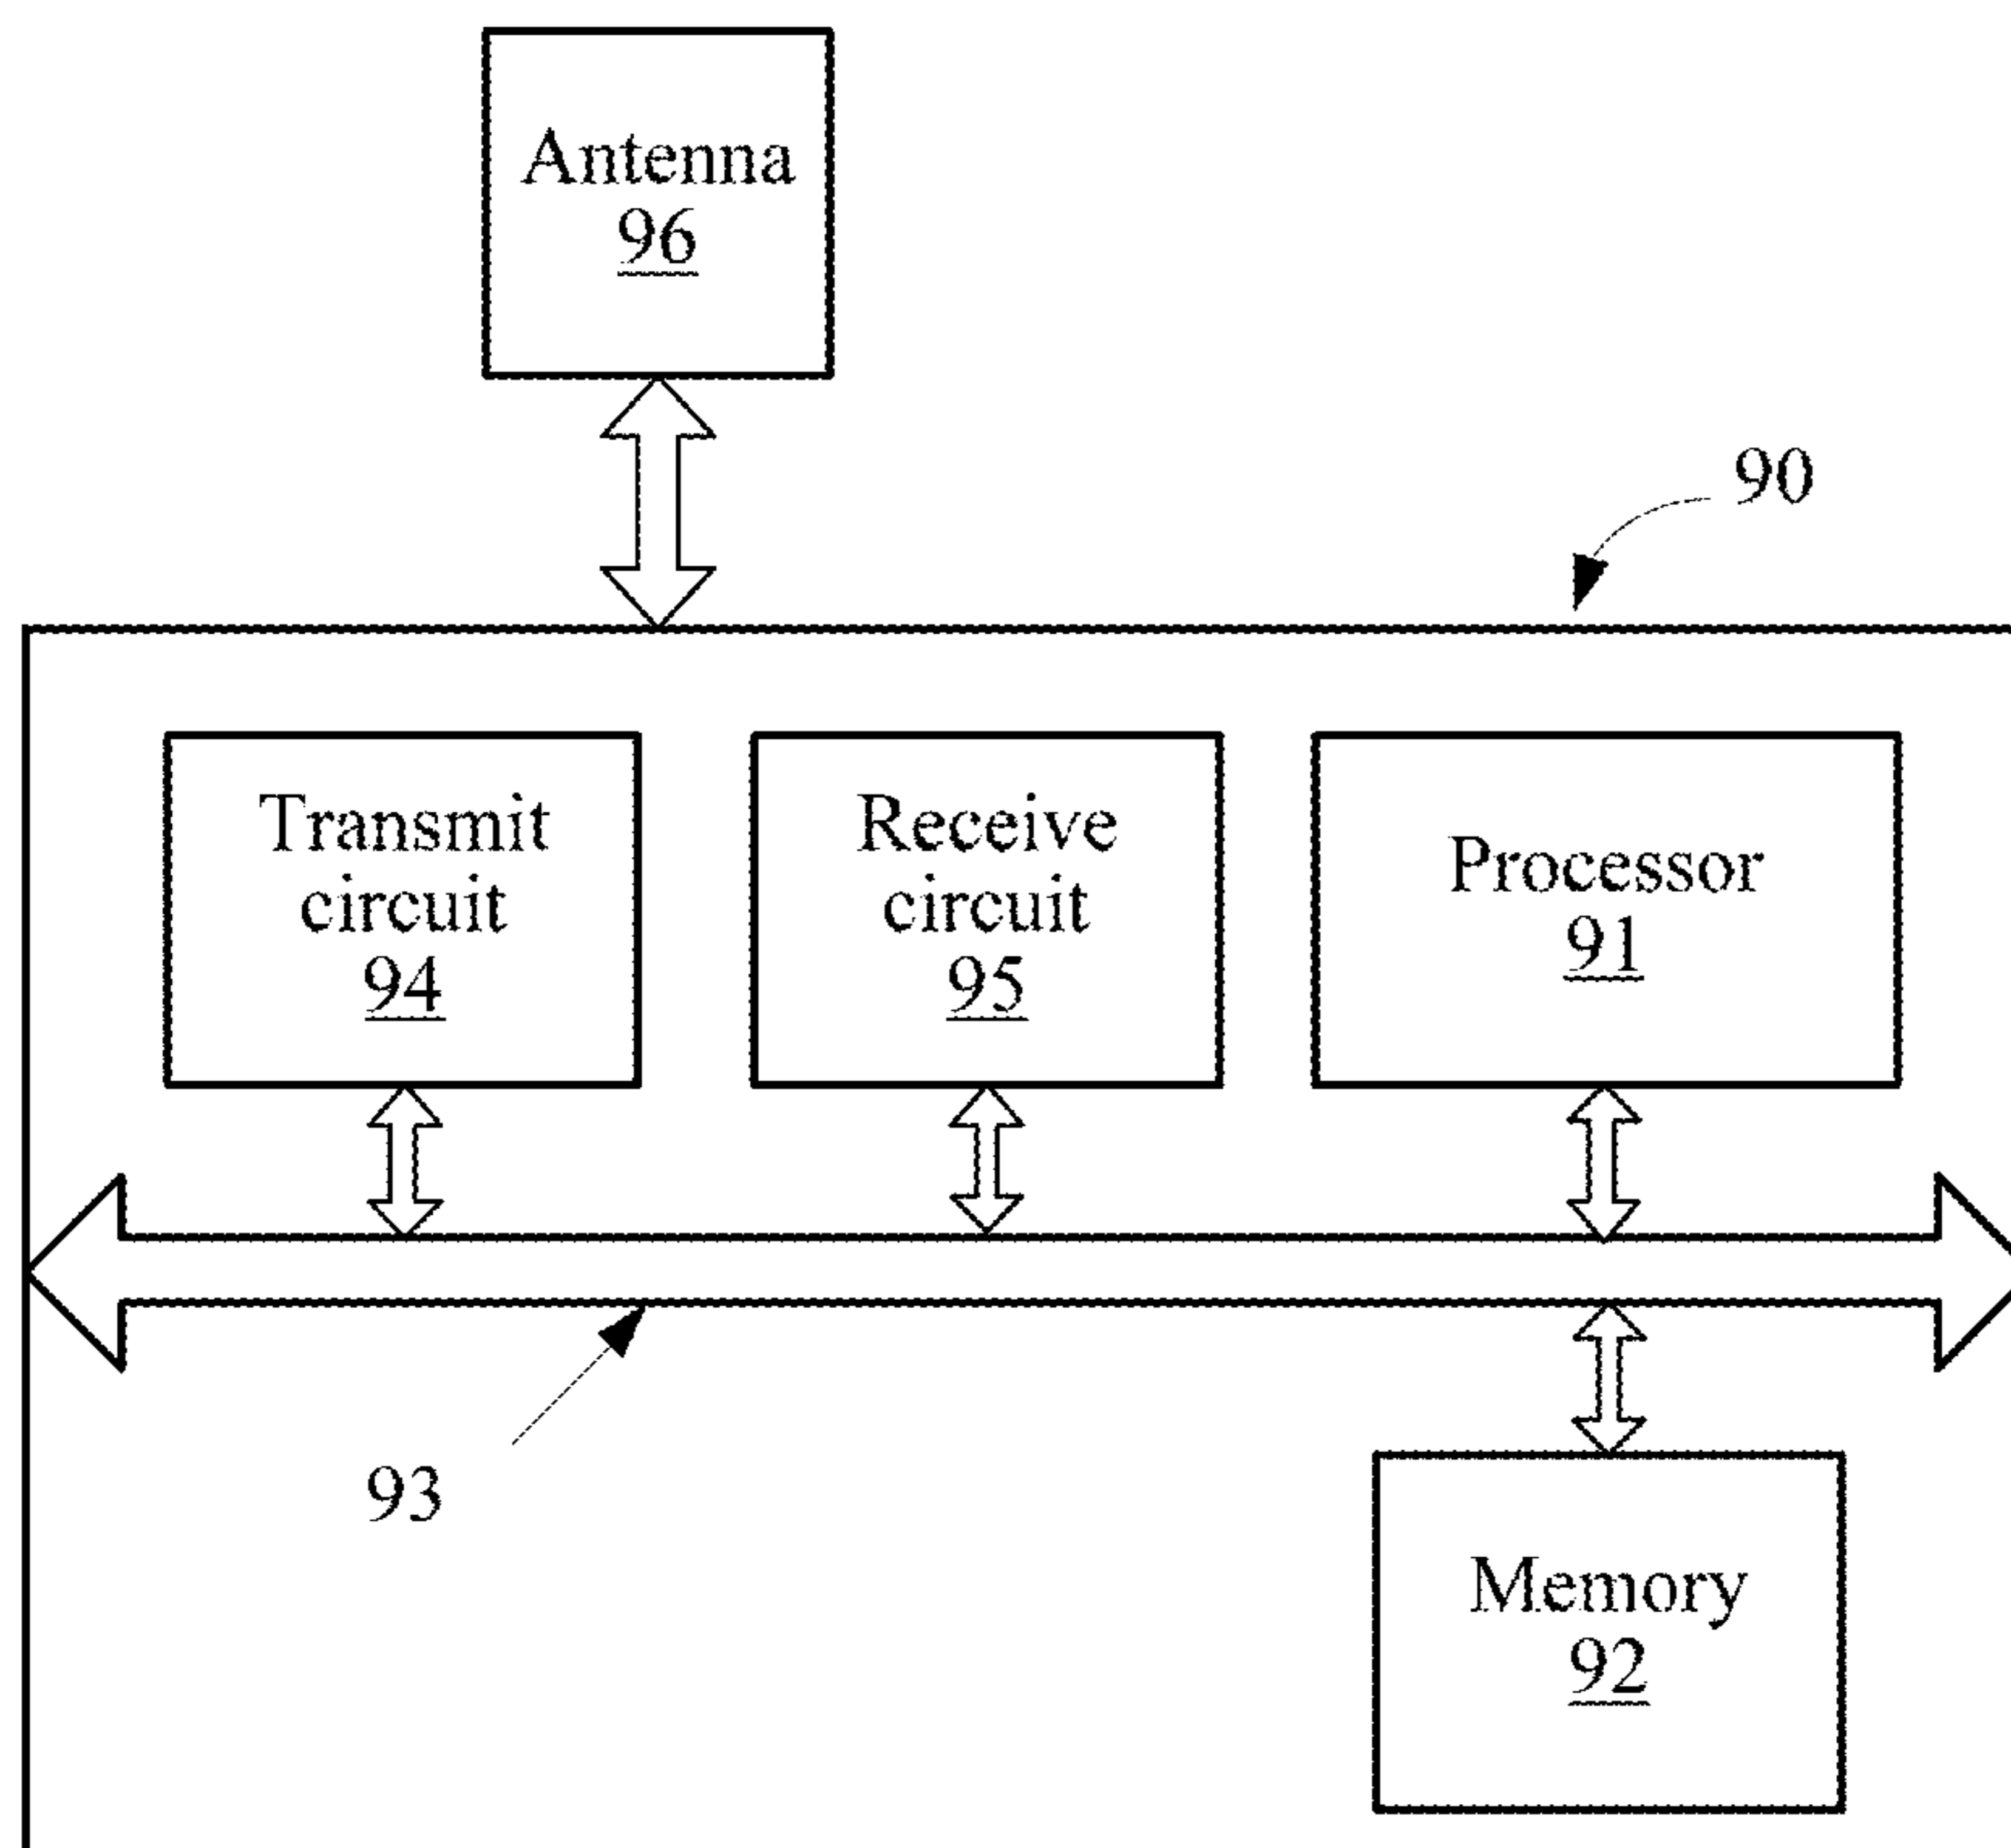 Antenna
96
90
Transmit
circuit
94
Receive
circuit
95
Processor
91
93
Memory
92